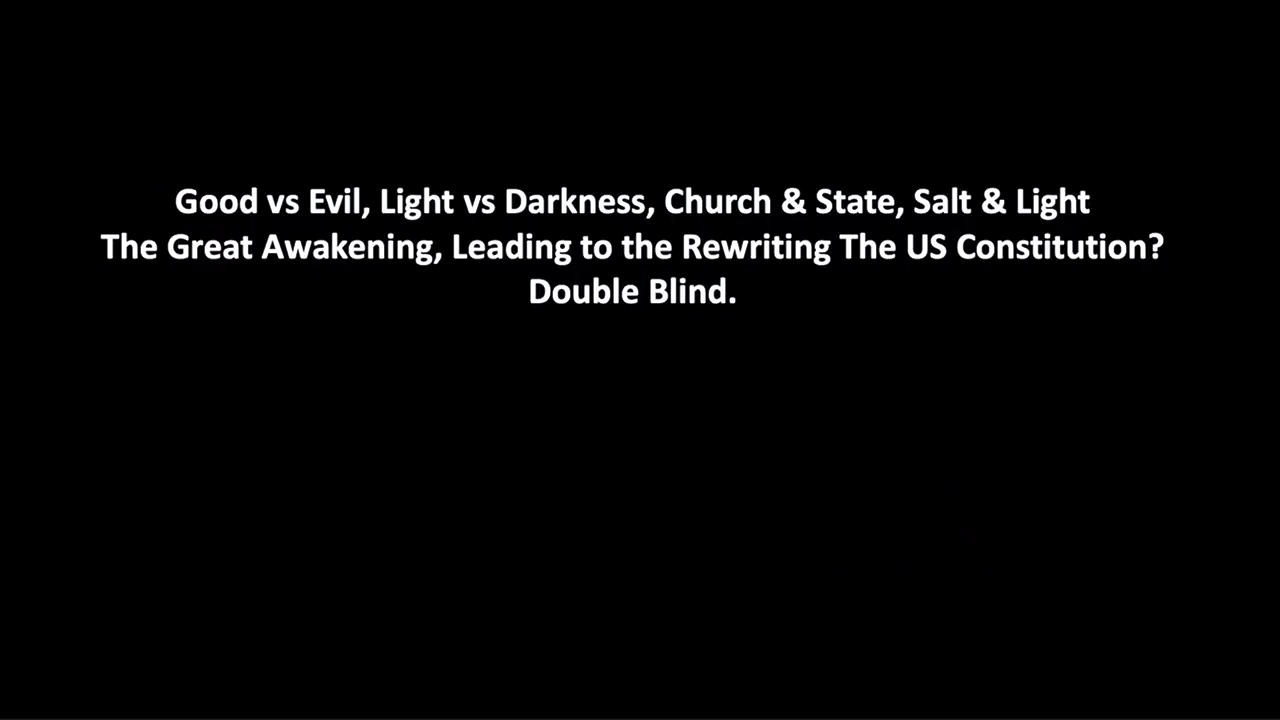 Good vs Evil, Light vs Darkness, Church & State, Salt & Light
The Great Awakening, Leading to the Rewriting The US Constitution?
Double Blind.